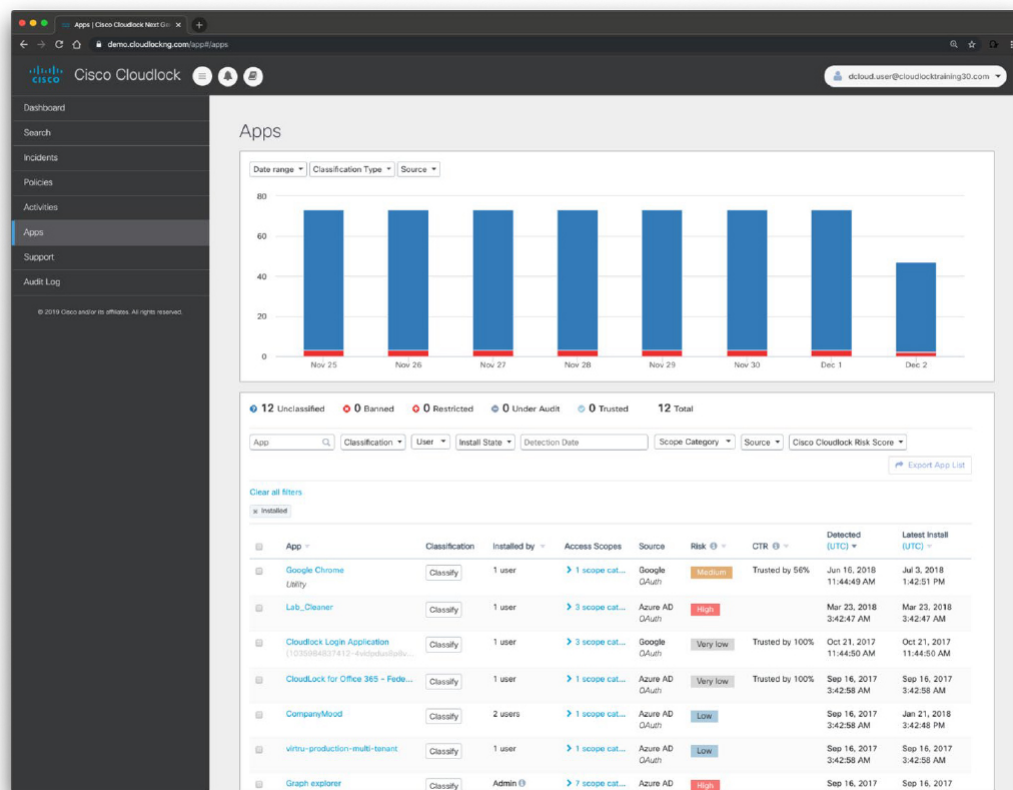 Apps | Cisco Cloudlock Next Ge
demo.cloudlockng.com/app#/apps
cisco Cisco Cloudlock
dcloud.user@cloudlocktraining30.com
Dashboard
Search
Incidents
Policies
Activities
Apps
Support
Audit Log
© 2019 Cisco and/or its affiliates. All rights reserved.
Apps
Date range Classification Type Source
80
60
40
20
0
Nov 25 Nov 26 Nov 27 Nov 28 Nov 29 Nov 30 Dec 1 Dec 2
12 Unclassified 0 Banned 0 Restricted 0 Under Audit 0 Trusted 12 Total
App Classification User Install State Detection Date Scope Category Source Cisco Cloudlock Risk Score
Export App List
Clear all filters
x Installed
App Classification Installed by Access Scopes Source Risk CTR Detected (UTC) Latest Install (UTC)
Google Chrome Classify 1 user 1 scope cat... Google Medium Trusted by 56% Jun 16, 2018 Jul 3, 2018
Utility OAuth 11:44:49 AM 1:42:51 PM
Lab_Cleaner Classify 1 user 3 scope cat... Azure AD High Mar 23, 2018 Mar 23, 2018
OAuth 3:42:47 AM 3:42:47 AM
Cloudlock Login Application Classify 1 user 3 scope cat... Google Very low Trusted by 100% Oct 21, 2017 Oct 21, 2017
OAuth 11:44:50 AM 11:44:50 AM
CloudLock for Office 365 - Fede... Classify 1 user 1 scope cat... Azure AD Very low Trusted by 100% Sep 16, 2017 Sep 16, 2017
OAuth 3:42:58 AM 3:42:58 AM
CompanyMood Classify 2 users 1 scope cat... Azure AD Low Sep 16, 2017 Jan 21, 2018
OAuth 3:42:58 AM 3:42:48 PM
virtru-production-multi-tenant Classify 1 user 1 scope cat... Azure AD Low Sep 16, 2017 Sep 16, 2017
OAuth 3:42:58 AM 3:42:58 AM
Graph explorer Classify Admin 7 scope cat... Azure AD High Sep 16, 2017 Sep 16, 2017